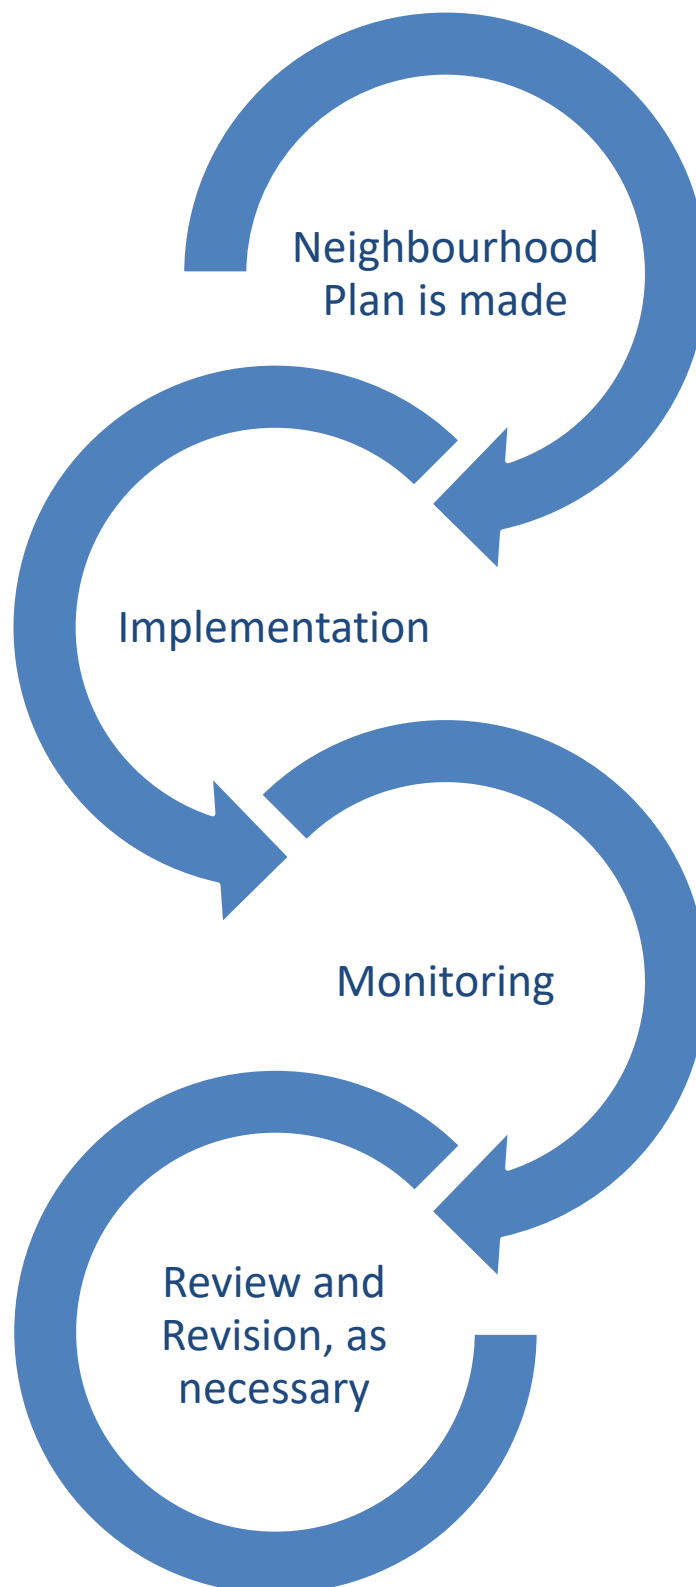 Neighbourhood
Plan is made
Implementation
Monitoring
Review and
Revision, as
necessary